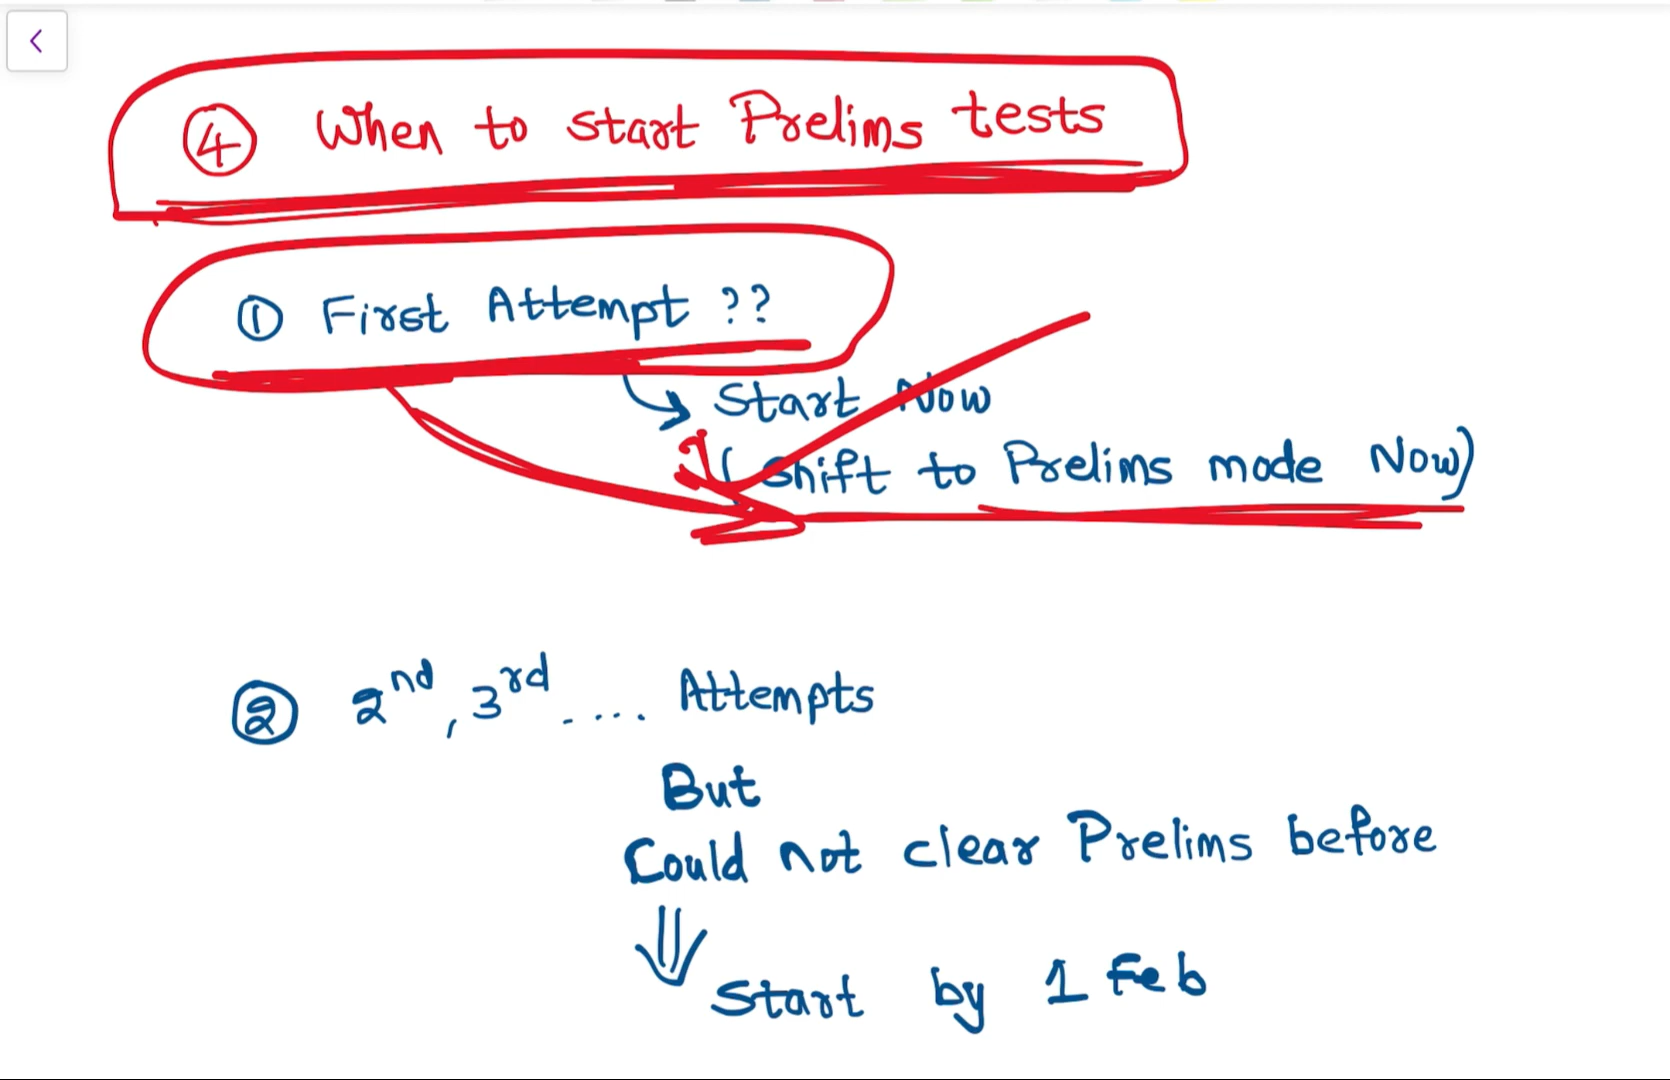 ④ When to start Prelims tests
① First Attempt ??
Start Now
(Shift to Prelims mode Now)
② 2nd, 3rd .... Attempts
But
Could not clear Prelims before
Start by 1 Feb